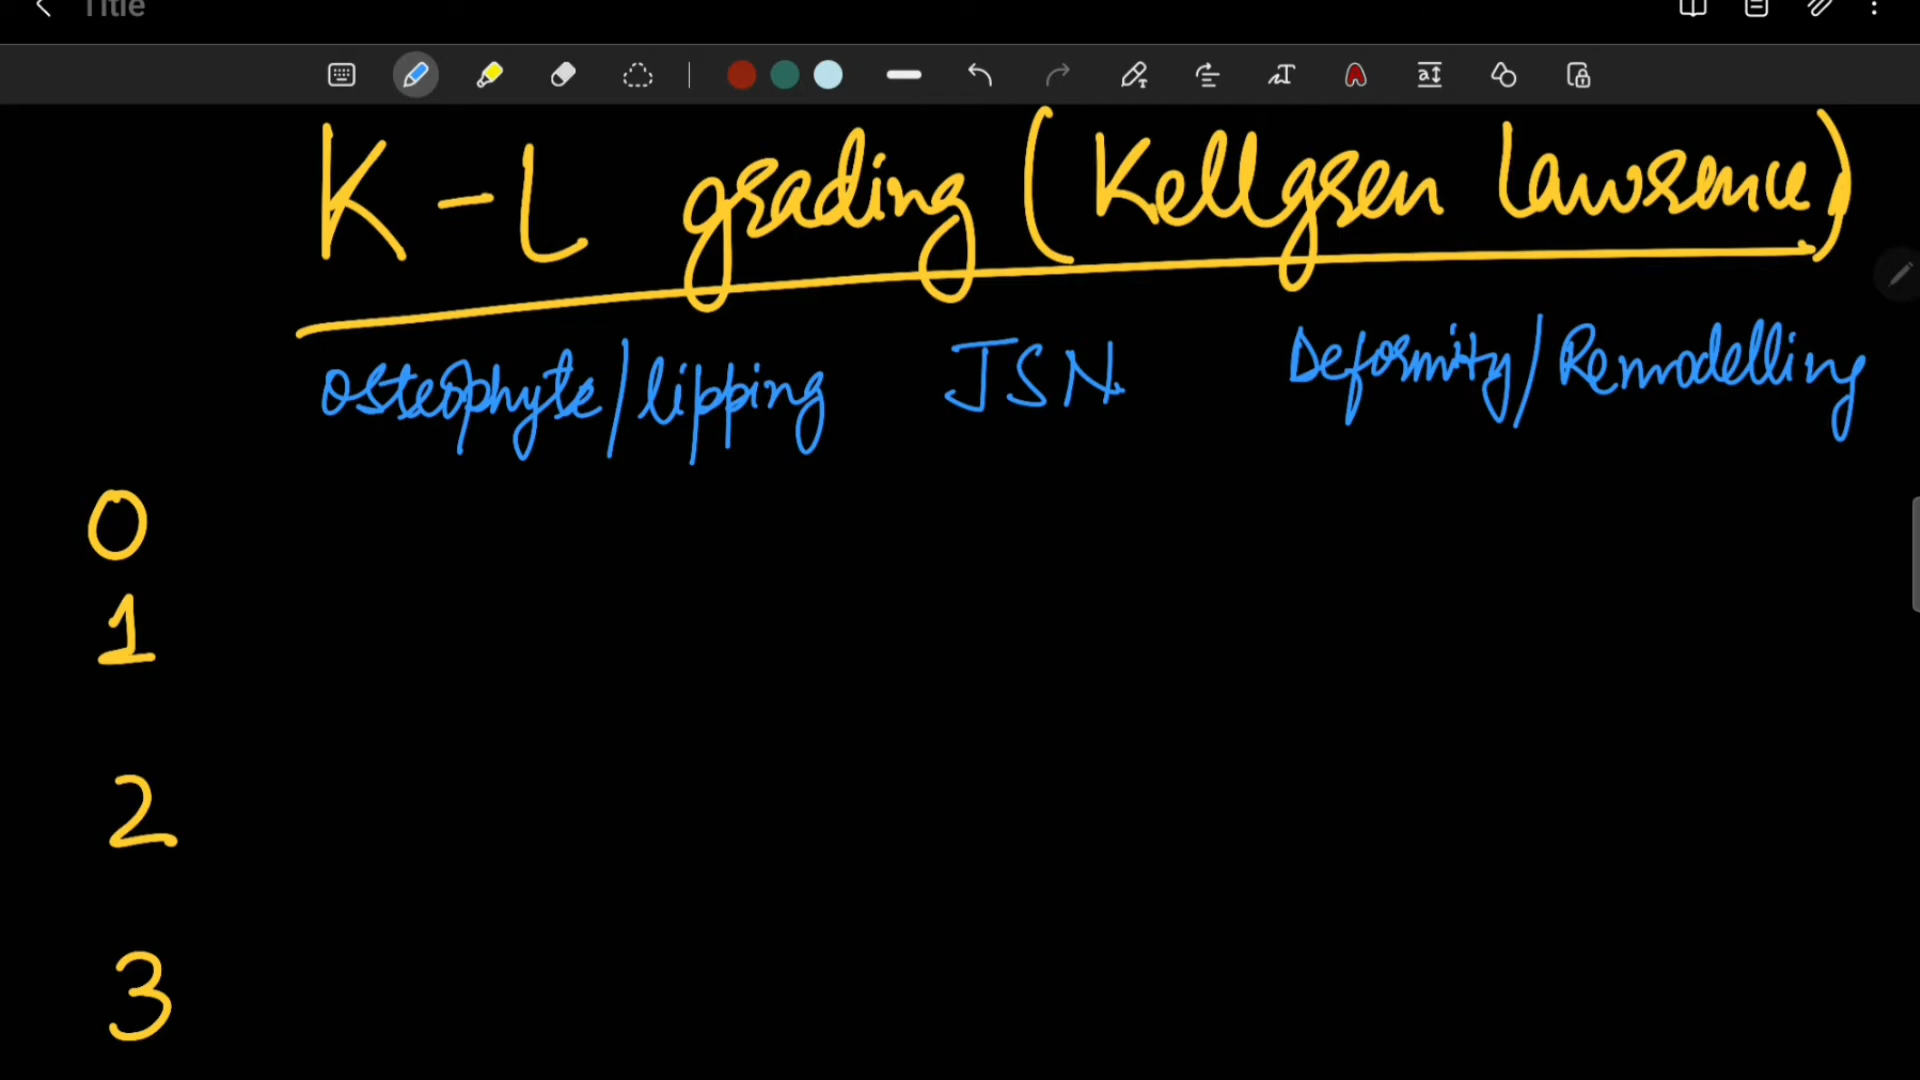 Title
K-L grading (Kellgren Lawrence)
Osteophyte/lipping JSN Deformity/Remodelling
0
1
2
3